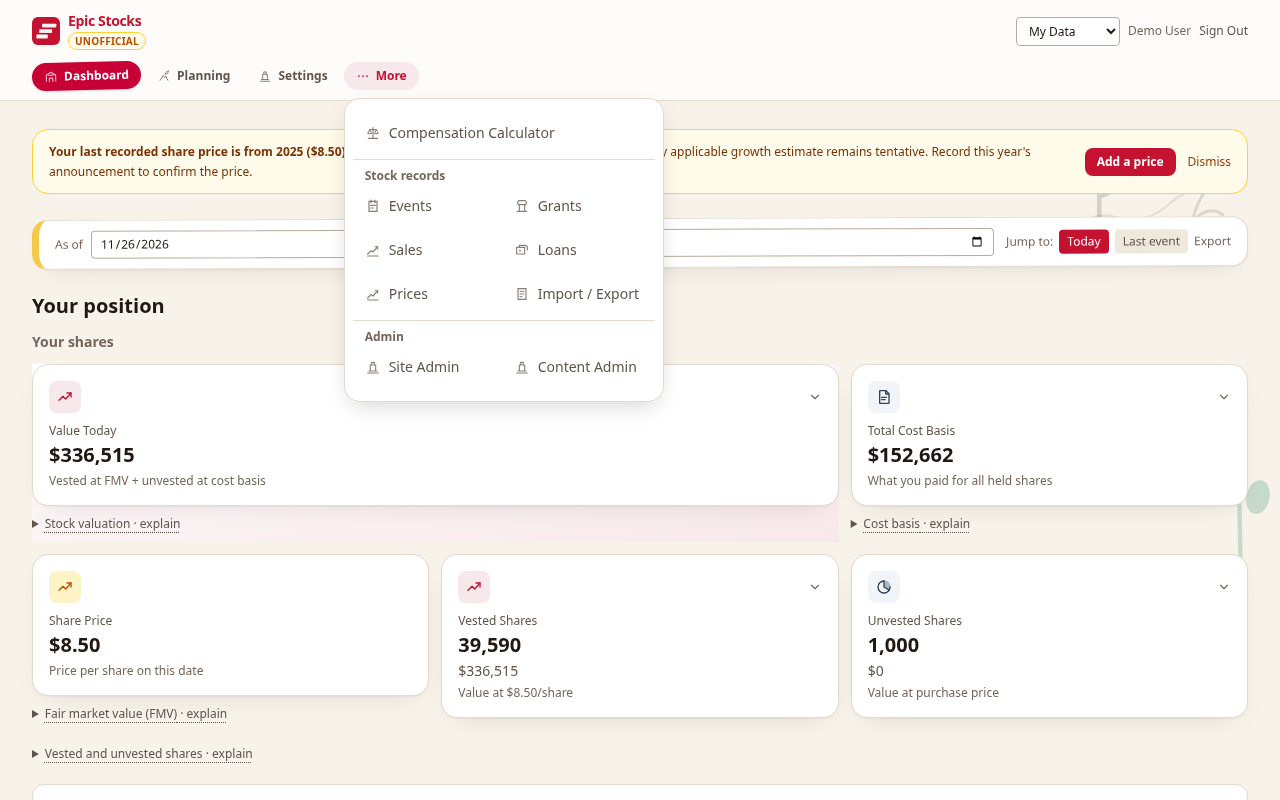 Epic Stocks
UNOFFICIAL
My Data
Demo User
Sign Out
Dashboard
Planning
Settings
More
Compensation Calculator
Stock records
Events
Grants
Sales
Loans
Prices
Import / Export
Admin
Site Admin
Content Admin
Your last recorded share price is from 2025 ($8.50)
applicable growth estimate remains tentative. Record this year's
announcement to confirm the price.
Add a price
Dismiss
As of
11/26/2026
Jump to:
Today
Last event
Export
Your position
Your shares
Value Today
$336,515
Vested at FMV + unvested at cost basis
Stock valuation · explain
Total Cost Basis
$152,662
What you paid for all held shares
Cost basis · explain
Share Price
$8.50
Price per share on this date
Fair market value (FMV) · explain
Vested Shares
39,590
$336,515
Value at $8.50/share
Unvested Shares
1,000
$0
Value at purchase price
Vested and unvested shares · explain